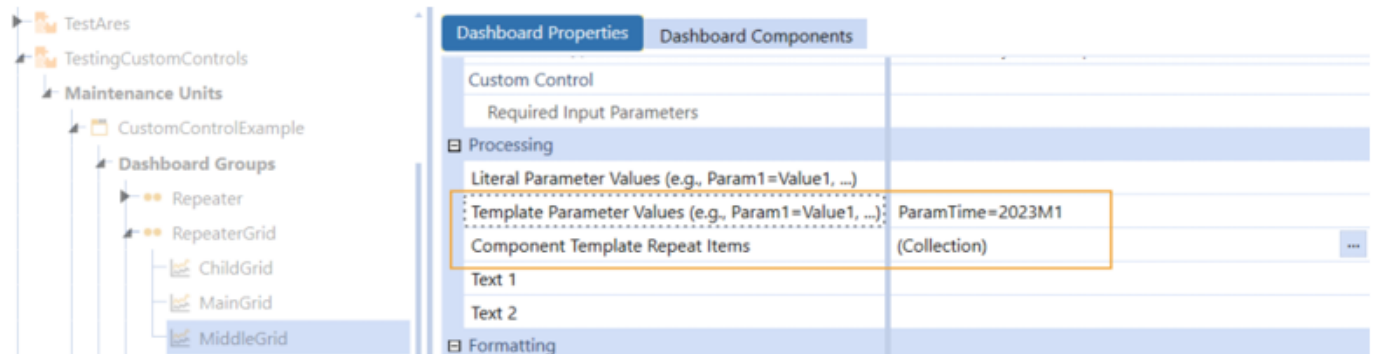 TestAres
TestingCustomControls
Maintenance Units
CustomControlExample
Dashboard Groups
Repeater
RepeaterGrid
ChildGrid
MainGrid
MiddleGrid
Dashboard Properties Dashboard Components
Custom Control
Required Input Parameters
Processing
Literal Parameter Values (e.g., Param1=Value1, ...)
Template Parameter Values (e.g., Param1=Value1, ...) ParamTime=2023M1
Component Template Repeat Items (Collection) ...
Text 1
Text 2
Formatting